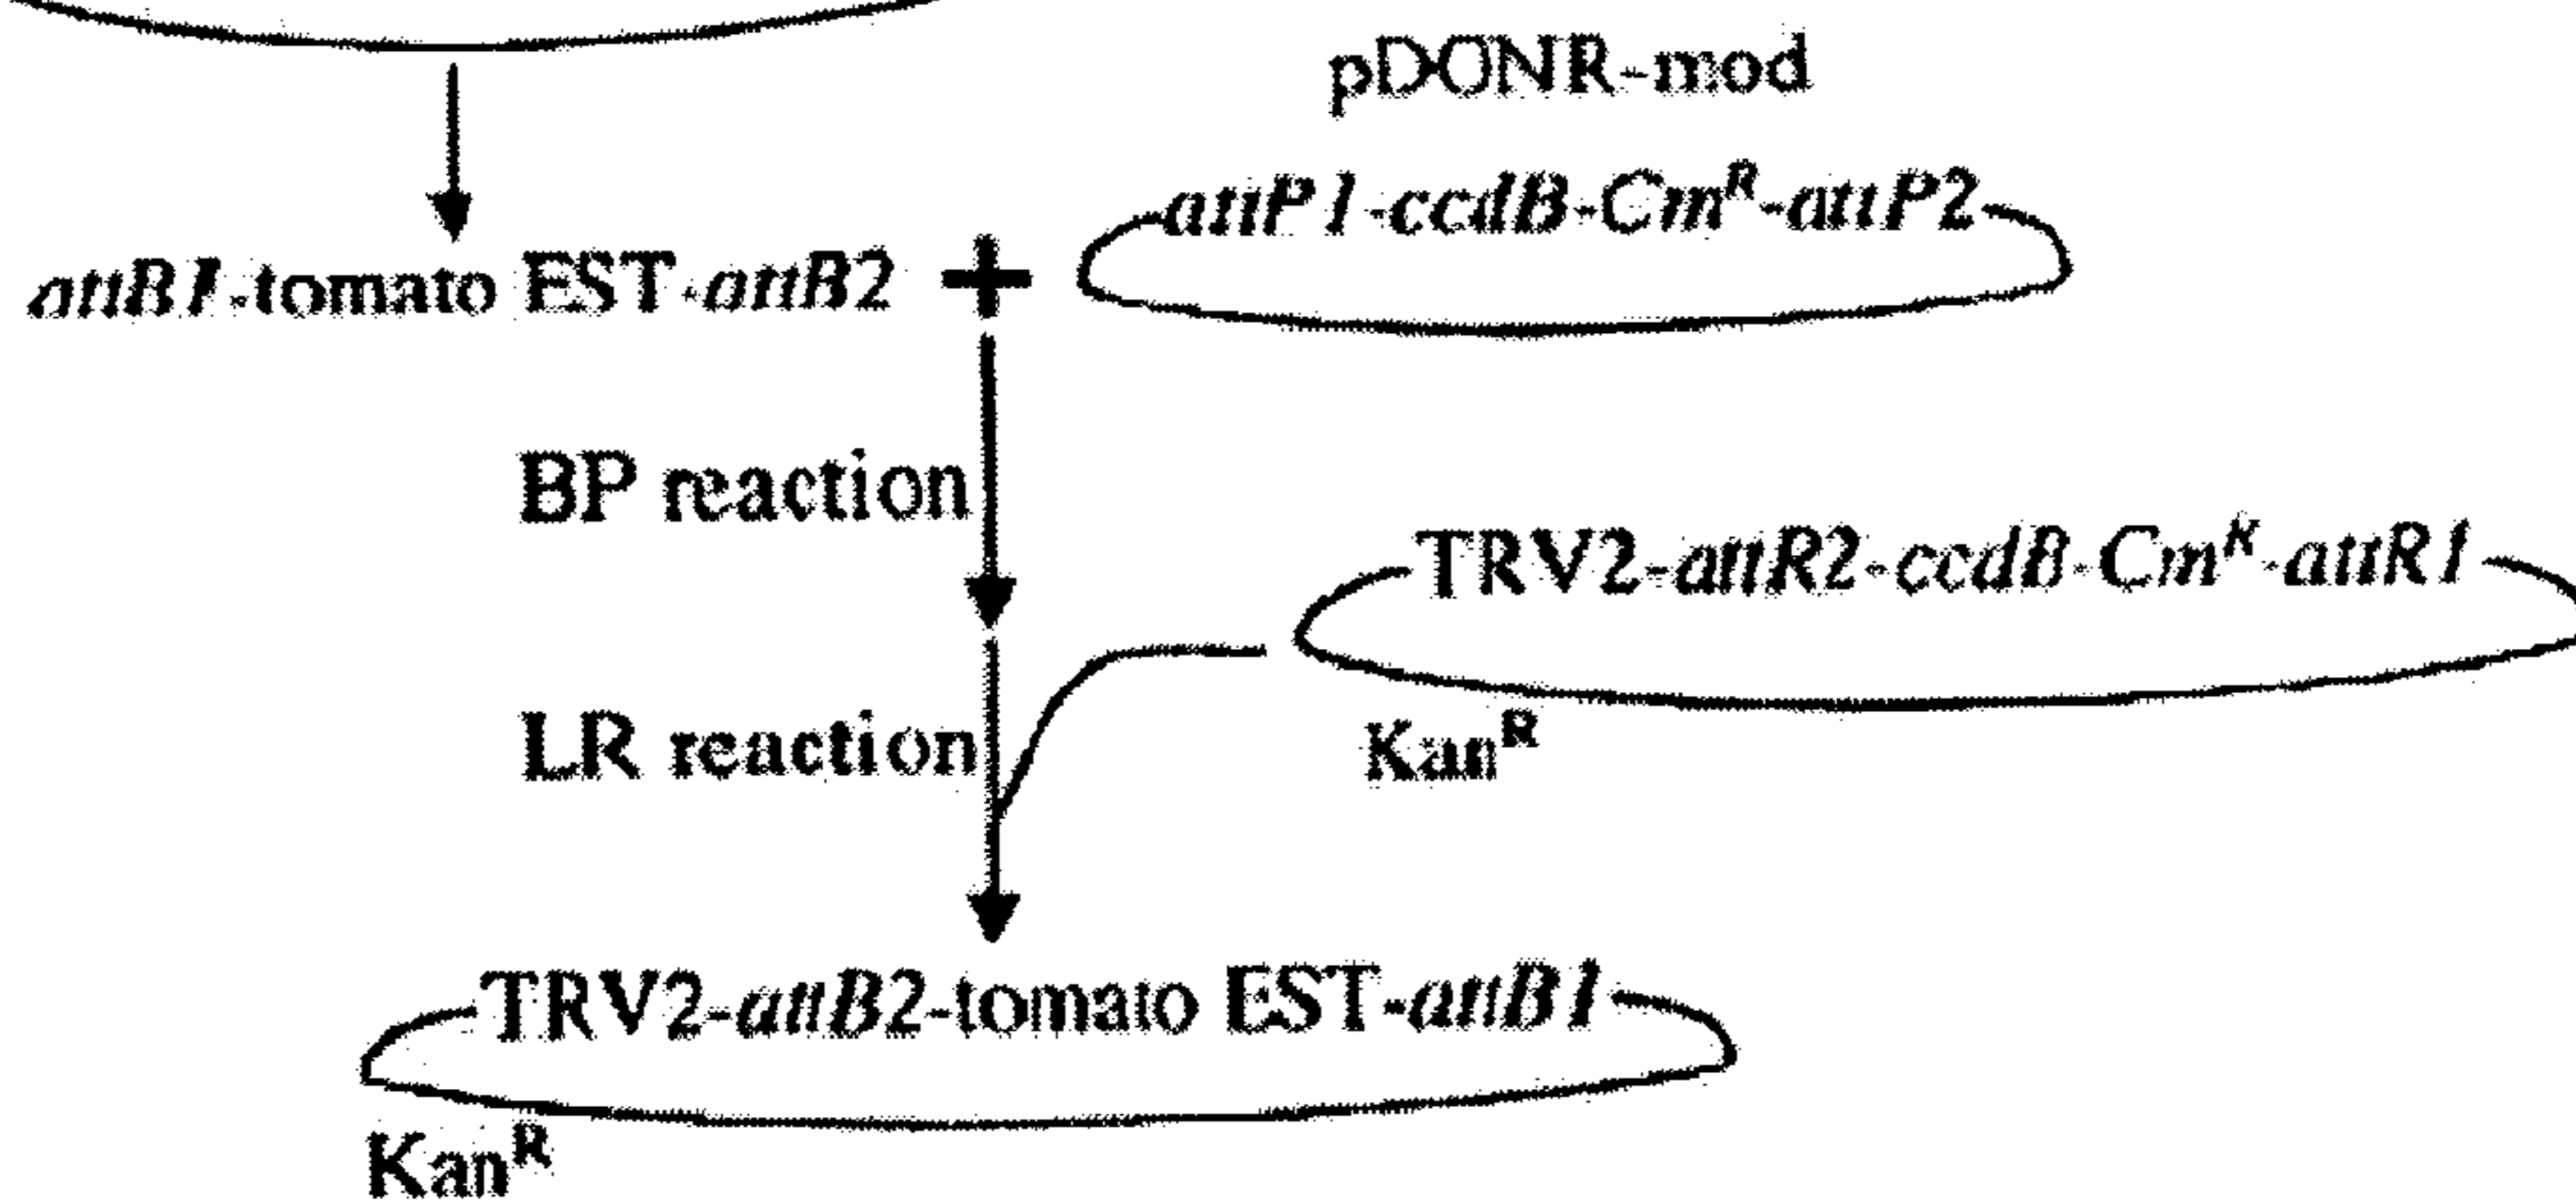 pDONR-mod
attP1-ccdB-Cm^R-attP2
attB1-tomato EST-attB2 +
BP reaction
TRV2-attR2-ccdB-Cm^R-attR1
LR reaction
Kan^R
TRV2-attB2-tomato EST-attB1
Kan^R